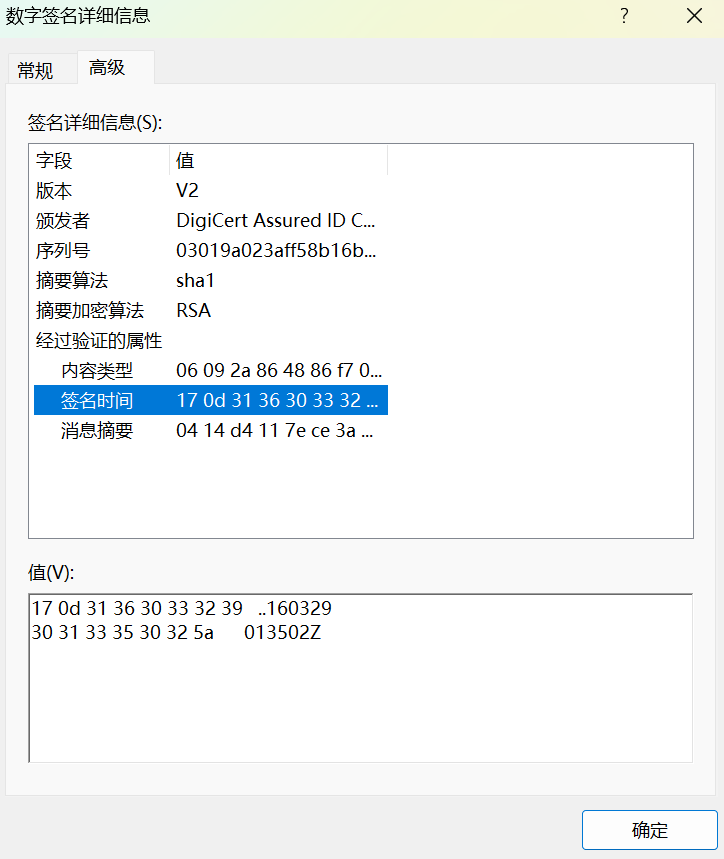 数字签名详细信息 ?
常规 高级
签名详细信息(S):
字段 值
版本 V2
颁发者 DigiCert Assured ID C...
序列号 03019a023aff58b16b...
摘要算法 sha1
摘要加密算法 RSA
经过验证的属性
内容类型 06 09 2a 86 48 86 f7 0...
签名时间 17 0d 31 36 30 33 32 ...
消息摘要 04 14 d4 11 7e ce 3a ...
值(V):
17 0d 31 36 30 33 32 39 ..160329
30 31 33 35 30 32 5a 013502Z
确定